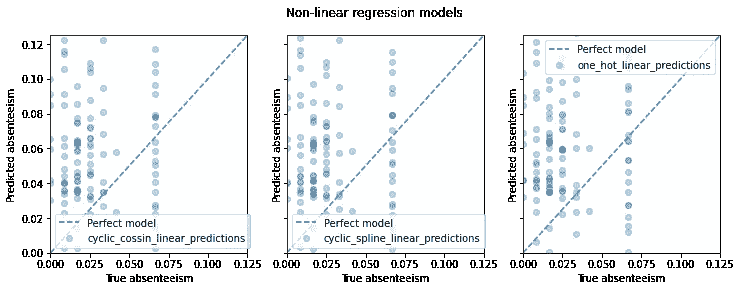 Non-linear regression models
Predicted absenteeism
0.12
0.10
0.08
0.06
0.04
0.02
0.00
Perfect model
cyclic_cossin_linear_predictions
0.000 0.025 0.050 0.075 0.100 0.125
True absenteeism
Predicted absenteeism
Perfect model
cyclic_spline_linear_predictions
0.000 0.025 0.050 0.075 0.100 0.125
True absenteeism
Predicted absenteeism
Perfect model
one_hot_linear_predictions
0.000 0.025 0.050 0.075 0.100 0.125
True absenteeism